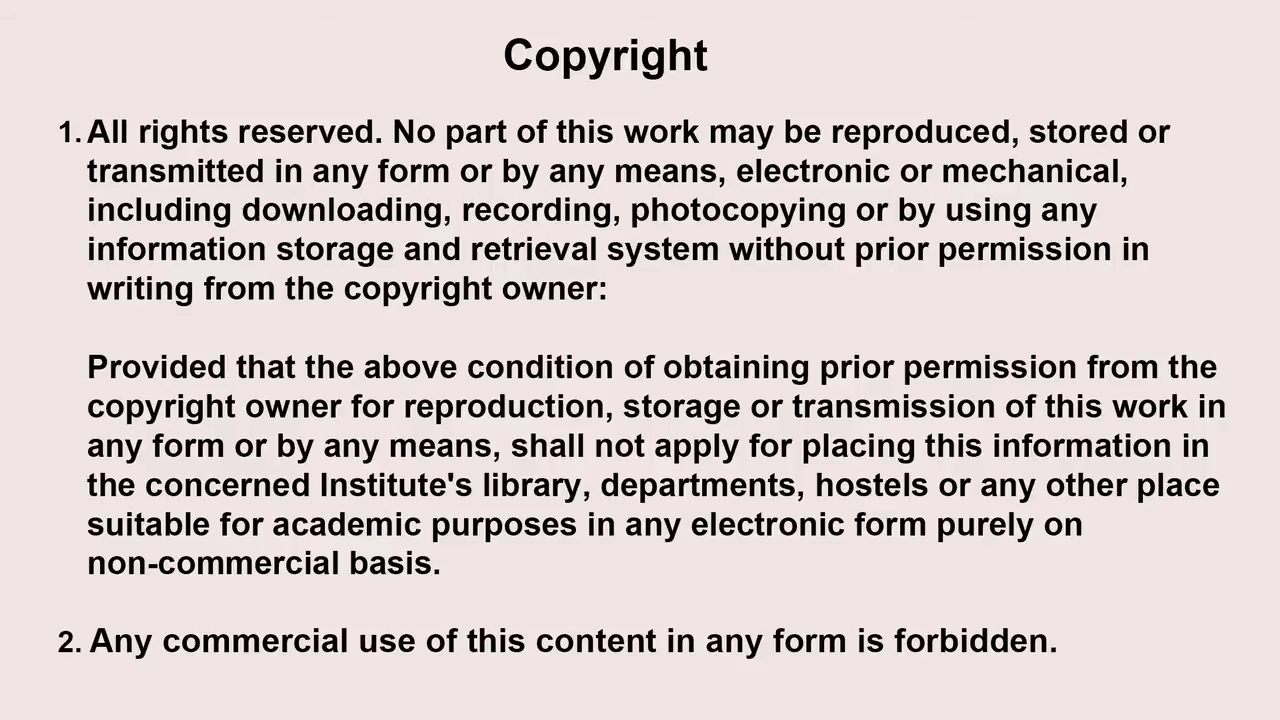 Copyright
1. All rights reserved. No part of this work may be reproduced, stored or
transmitted in any form or by any means, electronic or mechanical,
including downloading, recording, photocopying or by using any
information storage and retrieval system without prior permission in
writing from the copyright owner:
Provided that the above condition of obtaining prior permission from the
copyright owner for reproduction, storage or transmission of this work in
any form or by any means, shall not apply for placing this information in
the concerned Institute's library, departments, hostels or any other place
suitable for academic purposes in any electronic form purely on
non-commercial basis.
2. Any commercial use of this content in any form is forbidden.